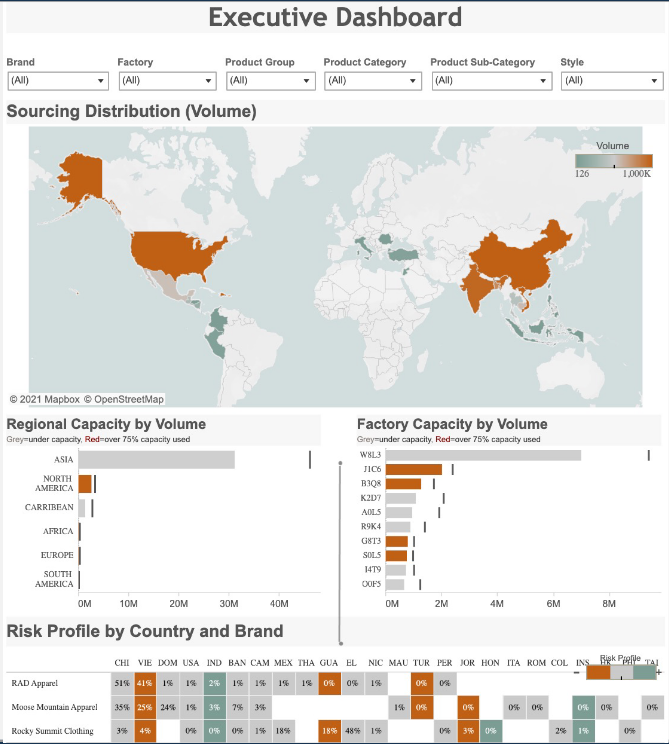 Executive Dashboard
Brand Factory Product Group Product Category Product Sub-Category Style
(All) (All) (All) (All) (All) (All)
Sourcing Distribution (Volume)
Volume
126 1,000K
© 2021 Mapbox © OpenStreetMap
Regional Capacity by Volume
Grey=under capacity, Red=over 75% capacity used
ASIA
NORTH
AMERICA
CARRIBEAN
AFRICA
EUROPE
SOUTH
AMERICA
0M 10M 20M 30M 40M
Factory Capacity by Volume
Grey=under capacity, Red=over 75% capacity used
W8L3
J1C6
B3Q8
K2D7
A0L5
R9K4
G8T3
S0L5
I4T9
O0F5
0M 2M 4M 6M 8M
Risk Profile by Country and Brand
Risk Profile
- +
CHI VIE DOM USA IND BAN CAM MEX THA GUA EL NIC MAU TUR PER JOR HON ITA ROM COL INS HK PHI TAI
RAD Apparel 51% 41% 1% 1% 2% 1% 1% 1% 1% 0% 0% 1% 0% 0%
Moose Mountain Apparel 35% 25% 24% 1% 3% 7% 3% 1% 0% 0% 0% 0% 0% 0% 0% 0%
Rocky Summit Clothing 3% 4% 0% 0% 0% 1% 18% 18% 48% 1% 0% 3% 0% 2% 1% 0%